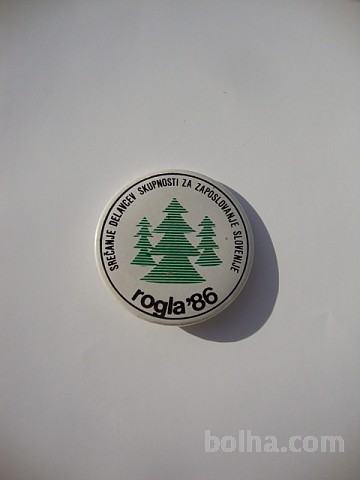 SREČANJE DELAVCEV SKUPNOSTI ZA ZAPOSLOVANJE SLOVENIJE
rogla '86
bolha.com